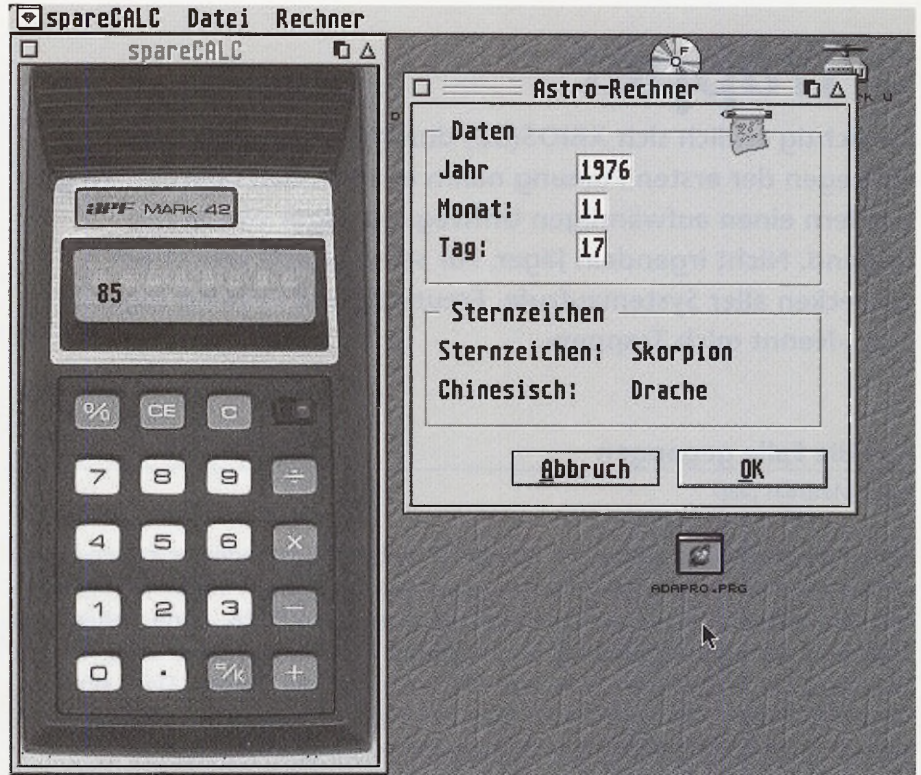 spareCALC Datei Rechner
spareCALC
APF MARK 42
85
% CE C
7 8 9 ÷
4 5 6 ×
1 2 3 −
0 . =/k +
Astro-Rechner
Daten
Jahr 1976
Monat: 11
Tag: 17
Sternzeichen
Sternzeichen: Skorpion
Chinesisch: Drache
Abbruch OK
ADAPRO.PRG